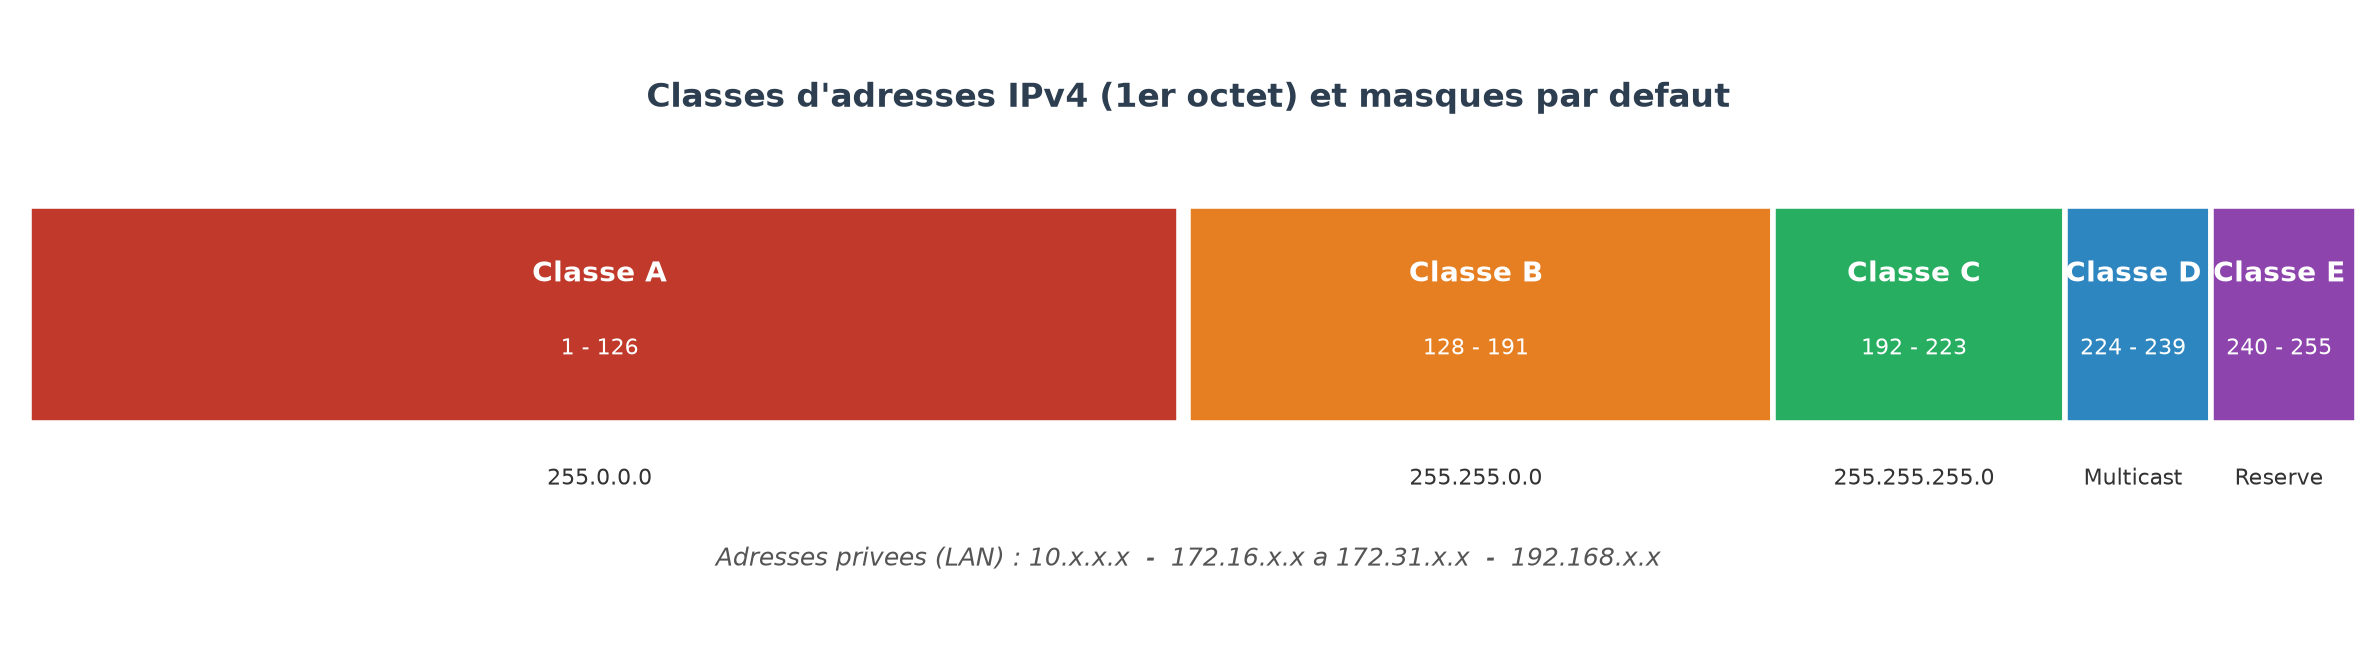 Classes d'adresses IPv4 (1er octet) et masques par defaut
Classe A
1 - 126
255.0.0.0
Classe B
128 - 191
255.255.0.0
Classe C
192 - 223
255.255.255.0
Classe D
224 - 239
Multicast
Classe E
240 - 255
Reserve
Adresses privees (LAN) : 10.x.x.x - 172.16.x.x a 172.31.x.x - 192.168.x.x